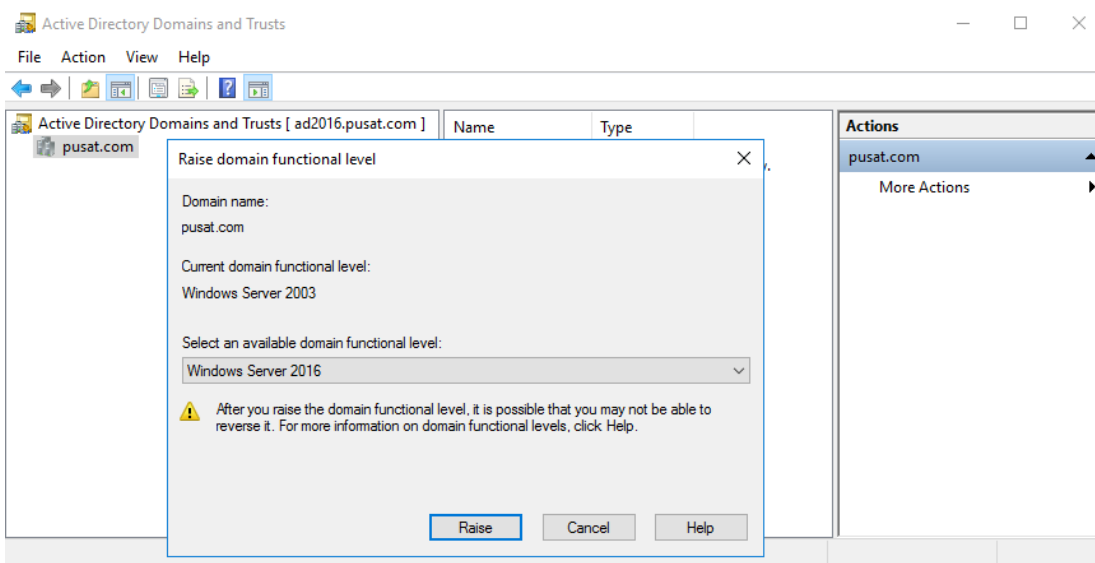 Active Directory Domains and Trusts
File Action View Help
Active Directory Domains and Trusts [ ad2016.pusat.com ]
pusat.com
Name Type
Actions
pusat.com
More Actions
Raise domain functional level
Domain name:
pusat.com
Current domain functional level:
Windows Server 2003
Select an available domain functional level:
Windows Server 2016
After you raise the domain functional level, it is possible that you may not be able to
reverse it. For more information on domain functional levels, click Help.
Raise Cancel Help